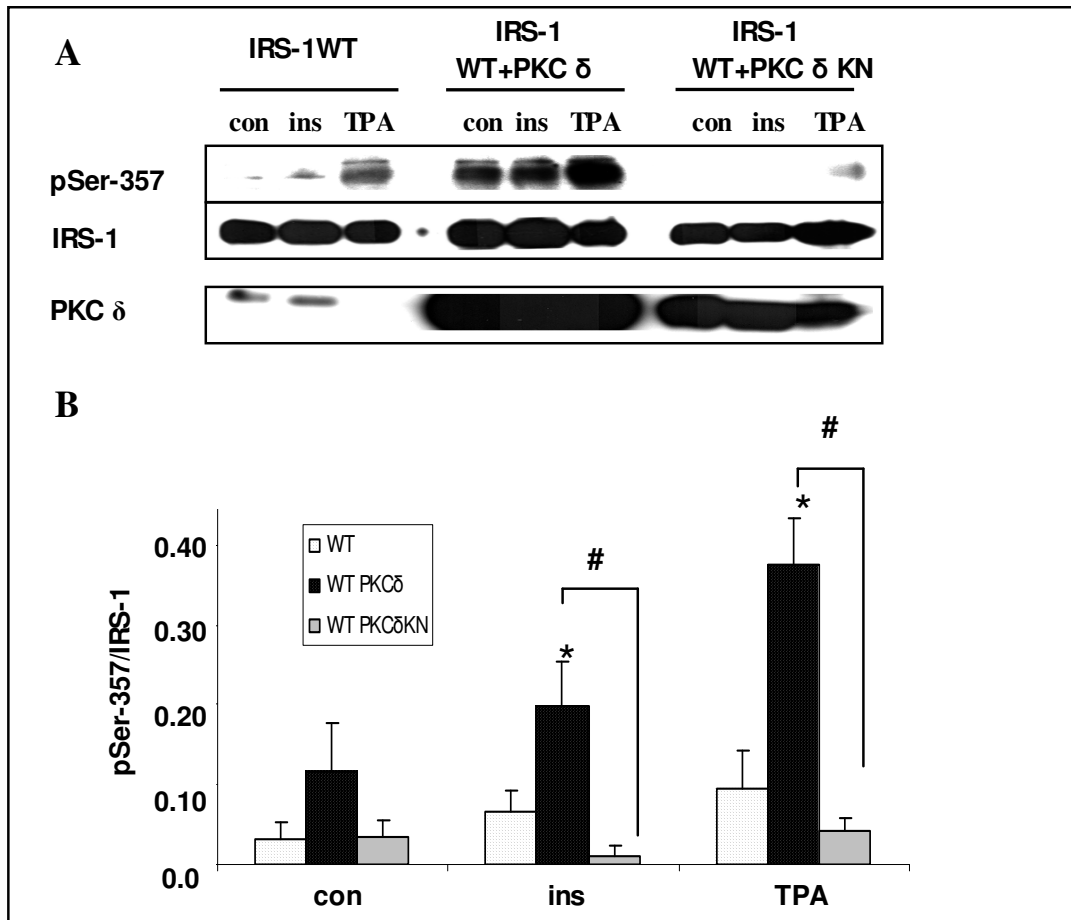 A
IRS-1WT
IRS-1
WT+PKC δ
IRS-1
WT+PKC δ KN
con ins TPA con ins TPA con ins TPA
pSer-357
IRS-1
PKC δ
B
#
#
*
*
0.40
0.30
0.20
0.10
0.0
pSer-357/IRS-1
WT
WT PKCδ
WT PKCδKN
con ins TPA